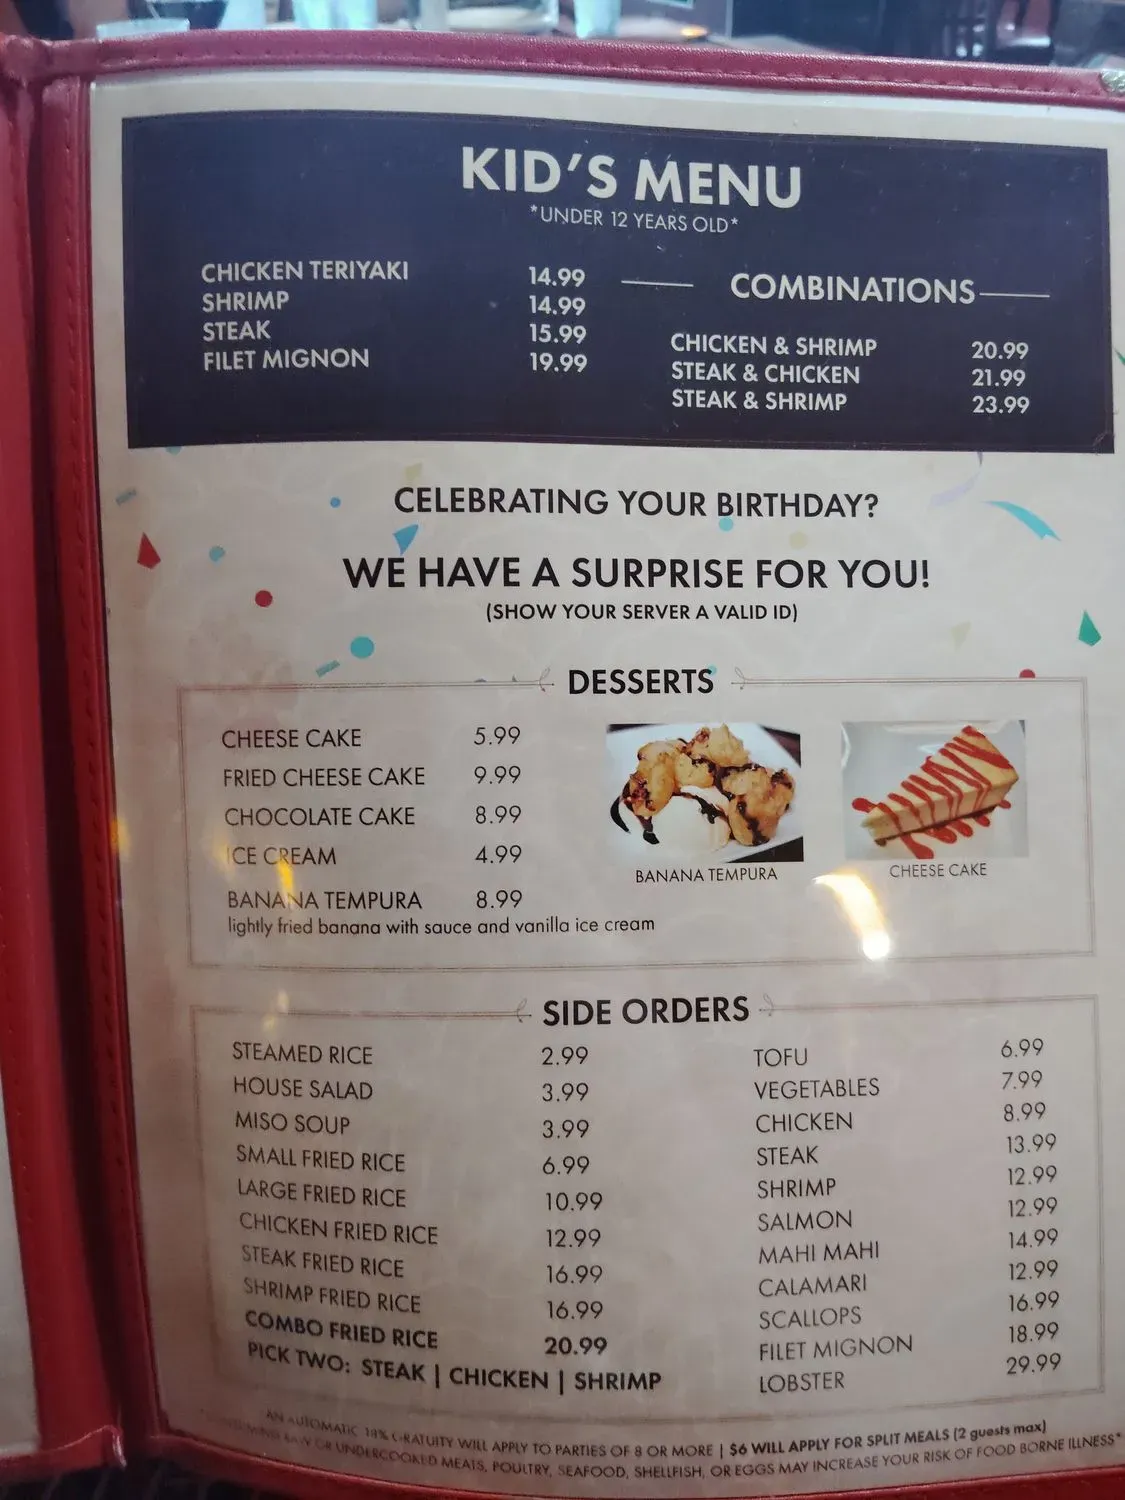 KID'S MENU
*UNDER 12 YEARS OLD*
CHICKEN TERIYAKI 14.99
SHRIMP 14.99
STEAK 15.99
FILET MIGNON 19.99
COMBINATIONS
CHICKEN & SHRIMP 20.99
STEAK & CHICKEN 21.99
STEAK & SHRIMP 23.99
CELEBRATING YOUR BIRTHDAY?
WE HAVE A SURPRISE FOR YOU!
(SHOW YOUR SERVER A VALID ID)
DESSERTS
CHEESE CAKE 5.99
FRIED CHEESE CAKE 9.99
CHOCOLATE CAKE 8.99
ICE CREAM 4.99
BANANA TEMPURA 8.99
lightly fried banana with sauce and vanilla ice cream
BANANA TEMPURA
CHEESE CAKE
SIDE ORDERS
STEAMED RICE 2.99
HOUSE SALAD 3.99
MISO SOUP 3.99
SMALL FRIED RICE 6.99
LARGE FRIED RICE 10.99
CHICKEN FRIED RICE 12.99
STEAK FRIED RICE 16.99
SHRIMP FRIED RICE 16.99
COMBO FRIED RICE 20.99
PICK TWO: STEAK | CHICKEN | SHRIMP
TOFU 6.99
VEGETABLES 7.99
CHICKEN 8.99
STEAK 13.99
SHRIMP 12.99
SALMON 12.99
MAHI MAHI 14.99
CALAMARI 12.99
SCALLOPS 16.99
FILET MIGNON 18.99
LOBSTER 29.99
AN AUTOMATIC 18% GRATUITY WILL APPLY TO PARTIES OF 8 OR MORE | $6 WILL APPLY FOR SPLIT MEALS (2 guests max)
RAW OR UNDERCOOKED MEATS, POULTRY, SEAFOOD, SHELLFISH, OR EGGS MAY INCREASE YOUR RISK OF FOOD BORNE ILLNESS*